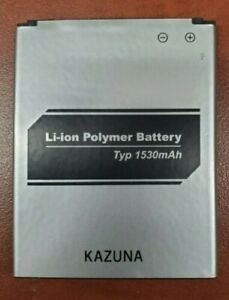 ⊖ ⊕
Li-ion Polymer Battery
Typ 1530mAh
KAZUNA